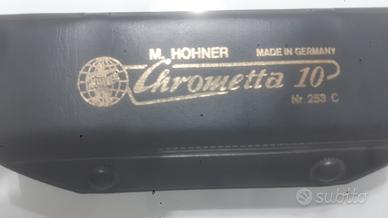 M. HOHNER MADE IN GERMANY
Chrometta 10
Nr. 253 C
subito